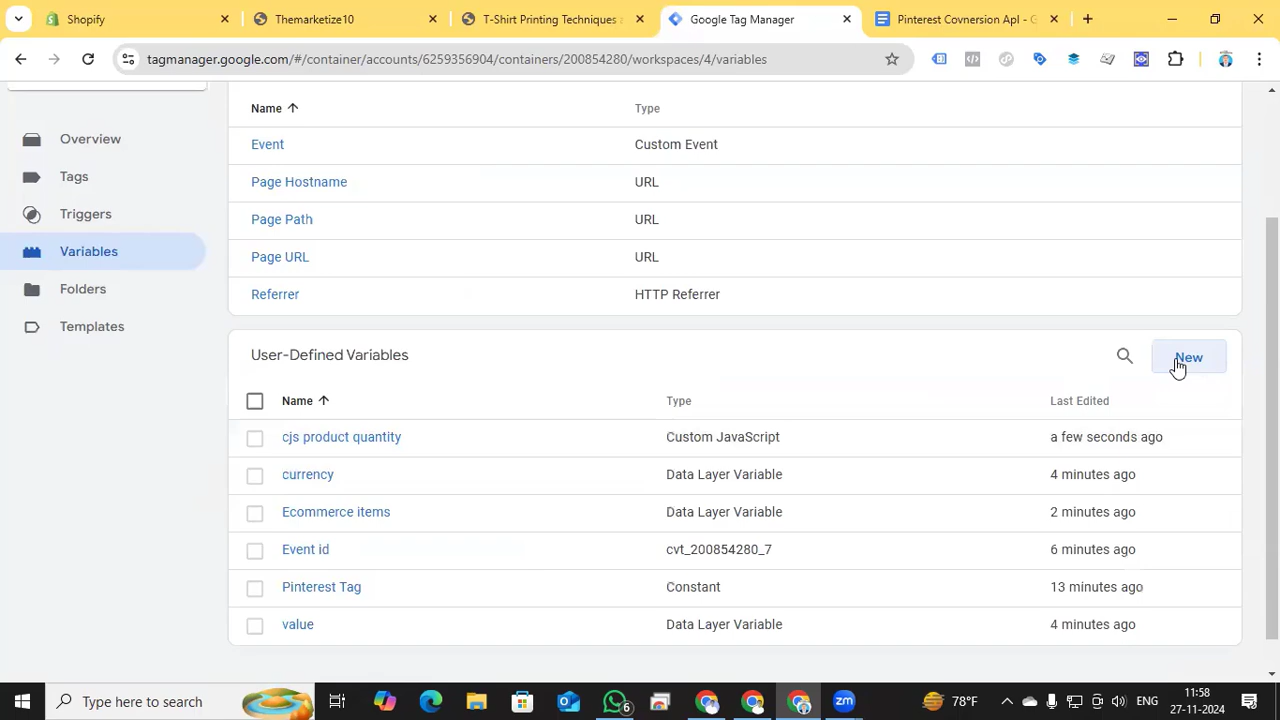 Shopify
Themarketize10
T-Shirt Printing Techniques
Google Tag Manager
Pinterest Covnersion ApI - G
tagmanager.google.com/#/container/accounts/6259356904/containers/200854280/workspaces/4/variables
Overview
Tags
Triggers
Variables
Folders
Templates
Name Type
Event Custom Event
Page Hostname URL
Page Path URL
Page URL URL
Referrer HTTP Referrer
User-Defined Variables New
Name Type Last Edited
cjs product quantity Custom JavaScript a few seconds ago
currency Data Layer Variable 4 minutes ago
Ecommerce items Data Layer Variable 2 minutes ago
Event id cvt_200854280_7 6 minutes ago
Pinterest Tag Constant 13 minutes ago
value Data Layer Variable 4 minutes ago
Type here to search
6
zm
78°F
ENG
11:58
27-11-2024